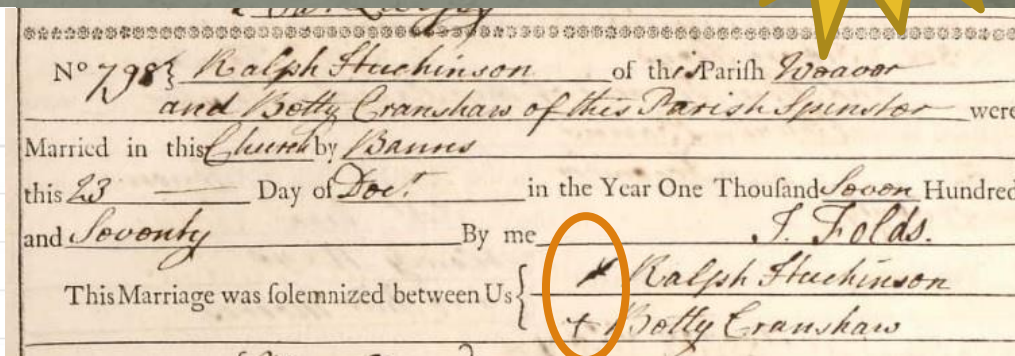 No 798 } Ralph Huchinson of this Parish Weaver
and Betty Cranshaw of this Parish Spinster were
Married in this Church by Banns
this 23 — Day of Decr. in the Year One Thousand Seven Hundred
and Seventy By me J. Folds.
This Marriage was solemnized between Us { x Ralph Huchinson
+ Betty Cranshaw